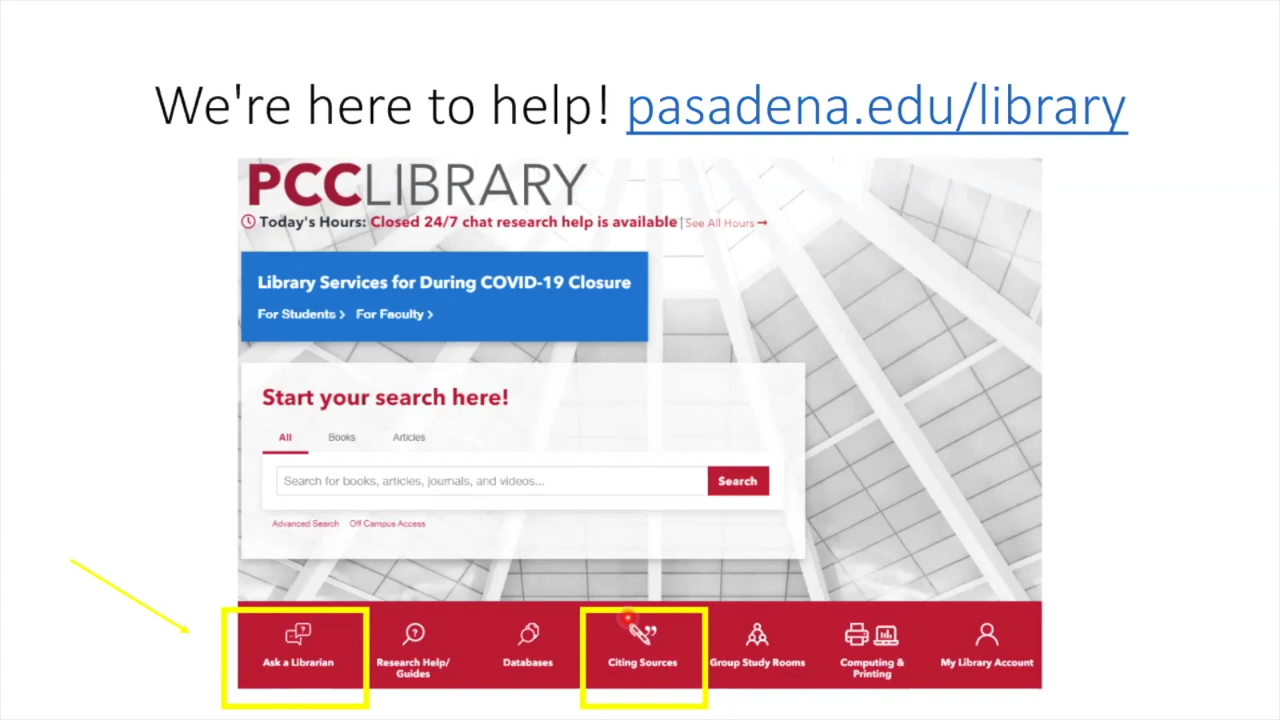 We're here to help! pasadena.edu/library
PCCLIBRARY
Today's Hours: Closed 24/7 chat research help is available | See All Hours →
Library Services for During COVID-19 Closure
For Students › For Faculty ›
Start your search here!
All Books Articles
Search for books, articles, journals, and videos... Search
Advanced Search Off Campus Access
Ask a Librarian
Research Help/
Guides
Databases
Citing Sources
Group Study Rooms
Computing &
Printing
My Library Account